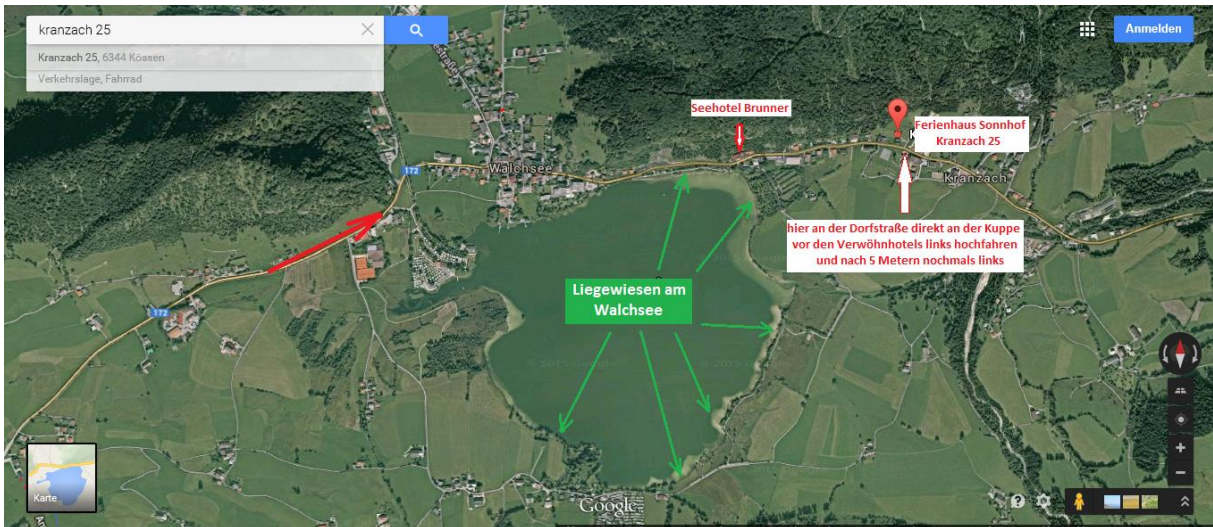 kranzach 25
Kranzach 25, 6344 Kössen
Verkehrslage, Fahrrad
Anmelden
Seehotel Brunner
Ferienhaus Sonnhof
Kranzach 25
172
Walchsee
Kranzach
hier an der Dorfstraße direkt an der Kuppe
vor den Verwöhnhotels links hochfahren
und nach 5 Metern nochmals links
Liegewiesen am
Walchsee
172
Karte
Google